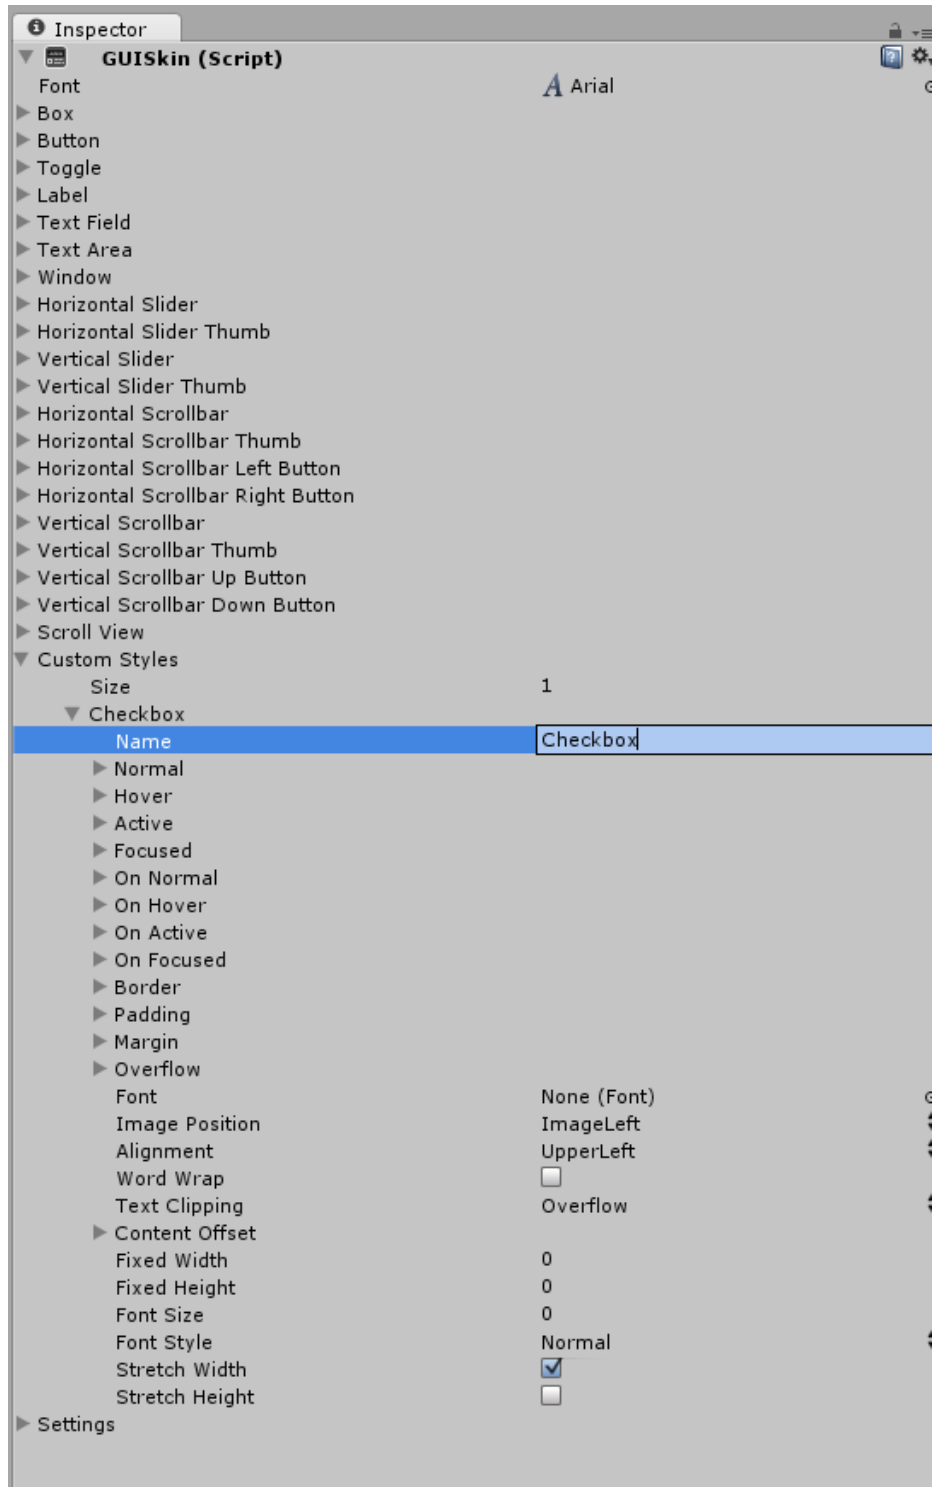 Inspector
GUISkin (Script)
Font Arial
Box
Button
Toggle
Label
Text Field
Text Area
Window
Horizontal Slider
Horizontal Slider Thumb
Vertical Slider
Vertical Slider Thumb
Horizontal Scrollbar
Horizontal Scrollbar Thumb
Horizontal Scrollbar Left Button
Horizontal Scrollbar Right Button
Vertical Scrollbar
Vertical Scrollbar Thumb
Vertical Scrollbar Up Button
Vertical Scrollbar Down Button
Scroll View
Custom Styles
Size 1
Checkbox
Name Checkbox
Normal
Hover
Active
Focused
On Normal
On Hover
On Active
On Focused
Border
Padding
Margin
Overflow
Font None (Font)
Image Position ImageLeft
Alignment UpperLeft
Word Wrap
Text Clipping Overflow
Content Offset
Fixed Width 0
Fixed Height 0
Font Size 0
Font Style Normal
Stretch Width
Stretch Height
Settings